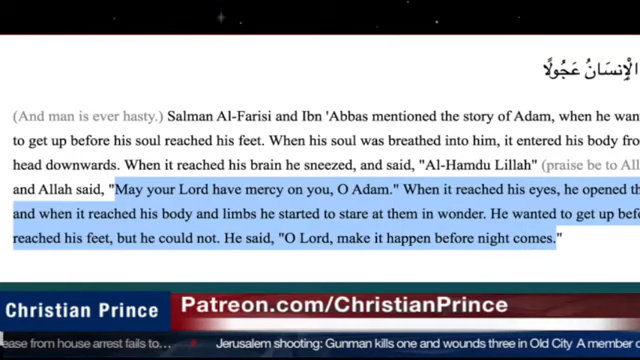 الْإِنسَانُ عَجُولًا
(And man is ever hasty.) Salman Al-Farisi and Ibn 'Abbas mentioned the story of Adam, when he wan
to get up before his soul reached his feet. When his soul was breathed into him, it entered his body fro
head downwards. When it reached his brain he sneezed, and said, "Al-Hamdu Lillah" (praise be to All
and Allah said, "May your Lord have mercy on you, O Adam." When it reached his eyes, he opened th
and when it reached his body and limbs he started to stare at them in wonder. He wanted to get up befo
reached his feet, but he could not. He said, "O Lord, make it happen before night comes."
Christian Prince
Patreon.com/ChristianPrince
ease from house arrest fails to... Jerusalem shooting: Gunman kills one and wounds three in Old City A member o